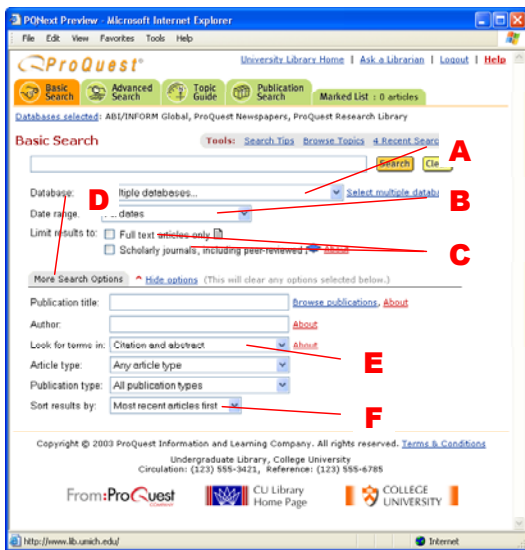 PQNext Preview - Microsoft Internet Explorer
File Edit View Favorites Tools Help
ProQuest®
University Library Home | Ask a Librarian | Logout | Help
Basic Search
Advanced Search
Topic Guide
Publication Search
Marked List : 0 articles
Databases selected: ABI/INFORM Global, ProQuest Newspapers, ProQuest Research Library
Basic Search
Tools: Search Tips Browse Topics 4 Recent Searc
A
Search Cle
Database: ltiple databases... Select multiple datab
D
B
Date range: dates
Limit results to: Full text articles only
C
Scholarly journals, including peer-reviewed About
More Search Options ^ Hide options (This will clear any options selected below.)
Publication title: Browse publications, About
Author: About
Look for terms in: Citation and abstract About
E
Article type: Any article type
Publication type: All publication types
Sort results by: Most recent articles first
F
Copyright © 2003 ProQuest Information and Learning Company. All rights reserved. Terms & Conditions
Undergraduate Library, College University
Circulation: (123) 555-3421, Reference: (123) 555-6785
From:ProQuest
CU Library
Home Page
COLLEGE
UNIVERSITY
http://www.lib.umich.edu/ Internet